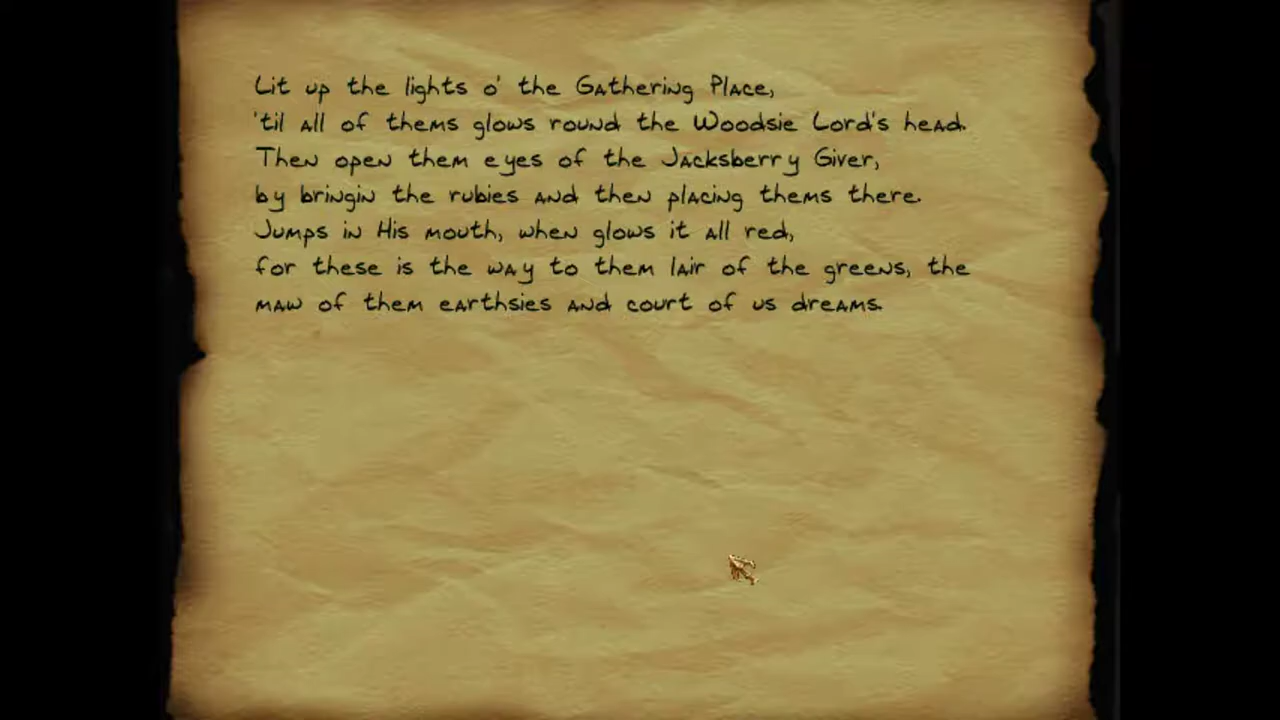 Lit up the lights o' the Gathering Place,
'til all of thems glows round the Woodsie Lord's head.
Then open them eyes of the Jacksberry Giver,
by bringin the rubies and then placing thems there.
Jumps in His mouth, when glows it all red,
for these is the way to them lair of the greens, the
maw of them earthsies and court of us dreams.